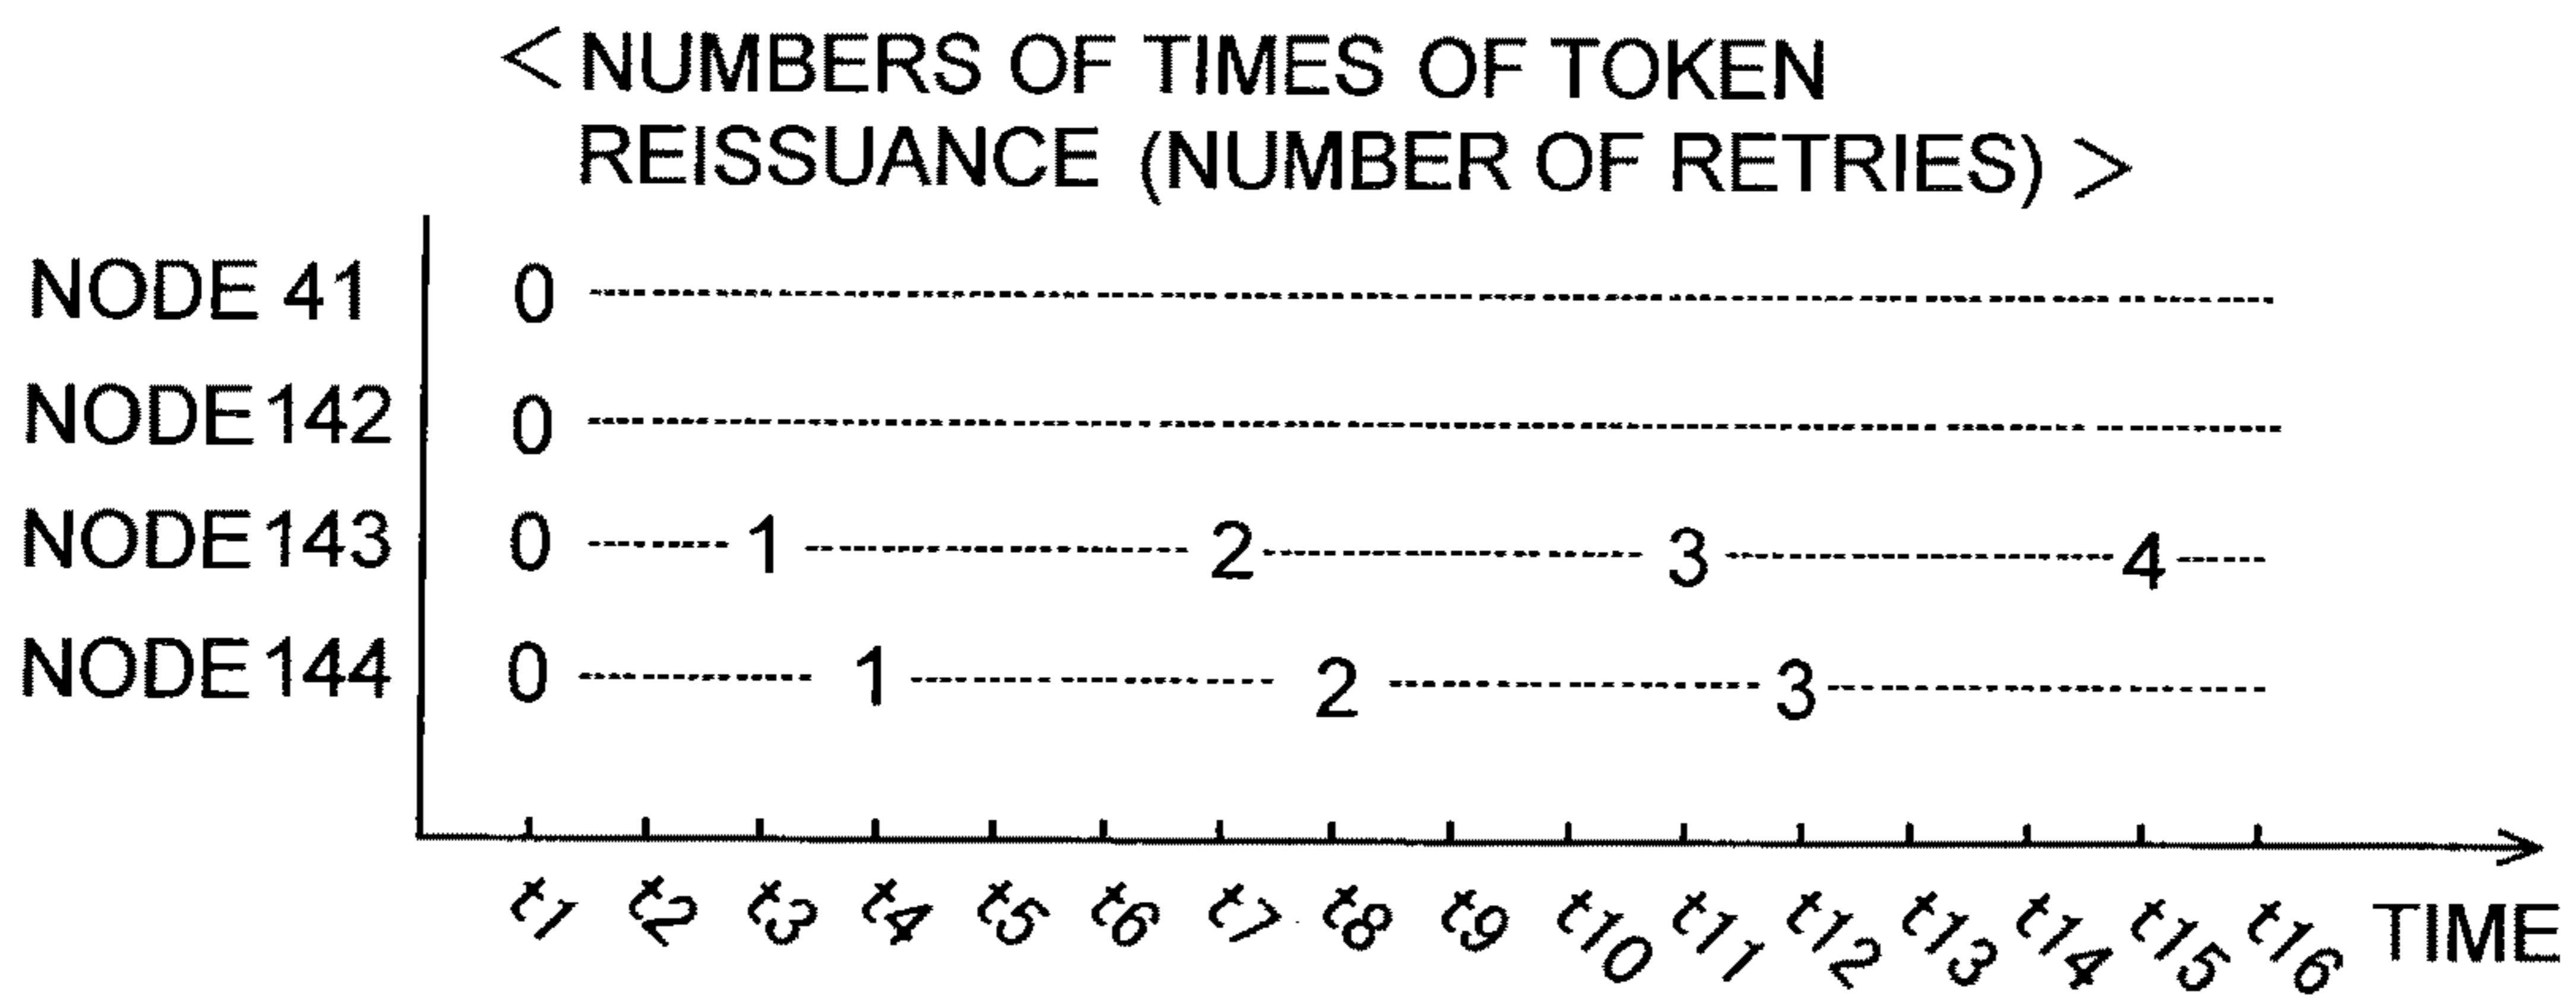 < NUMBERS OF TIMES OF TOKEN
REISSUANCE (NUMBER OF RETRIES) >
NODE 41 0
NODE 142 0
NODE 143 0 1 2 3 4
NODE 144 0 1 2 3
t1 t2 t3 t4 t5 t6 t7 t8 t9 t10 t11 t12 t13 t14 t15 t16 TIME